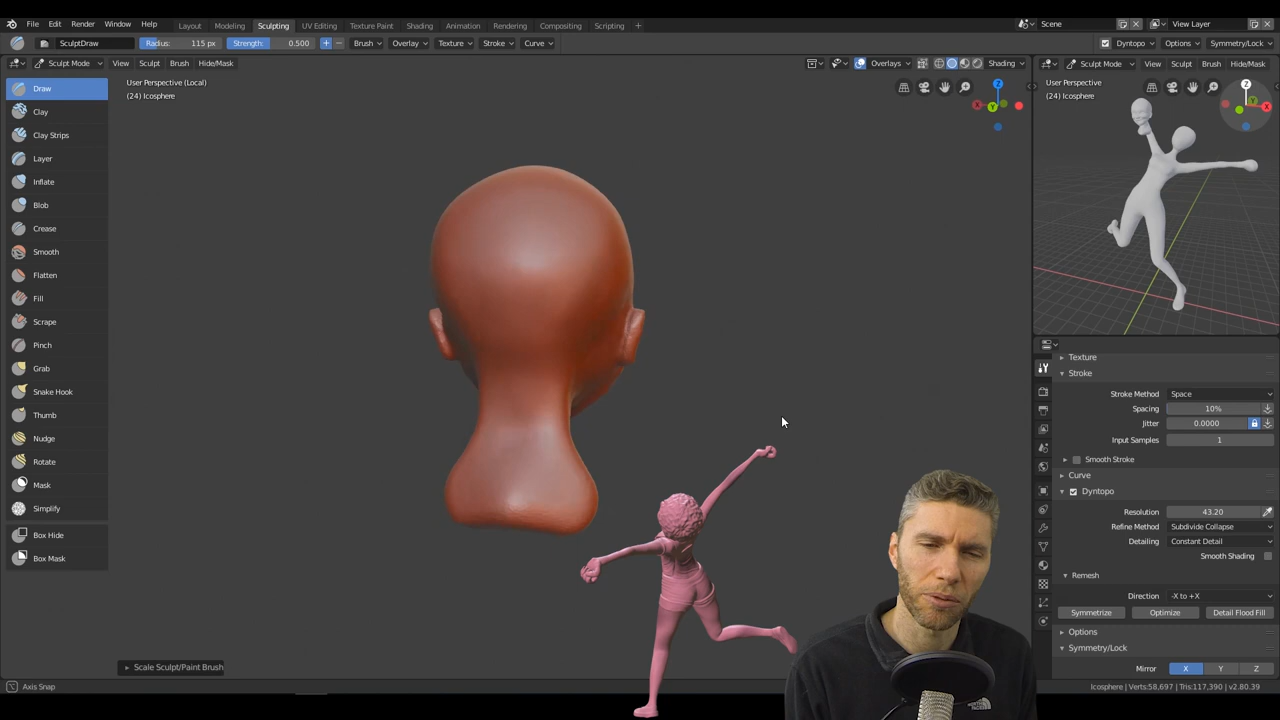 File Edit Render Window Help Layout Modeling Sculpting UV Editing Texture Paint Shading Animation Rendering Compositing Scripting + Scene View Layer
SculptDraw Radius: 115 px Strength: 0.500 + − Brush Overlay Texture Stroke Curve Dyntopo Options Symmetry/Lock
Sculpt Mode View Sculpt Brush Hide/Mask Overlays Shading Sculpt Mode View Sculpt Brush Hide/Mask
User Perspective (Local)
(24) Icosphere
Z
X
Y
User Perspective
(24) Icosphere
Z
Y
X
Draw
Clay
Clay Strips
Layer
Inflate
Blob
Crease
Smooth
Flatten
Fill
Scrape
Pinch
Grab
Snake Hook
Thumb
Nudge
Rotate
Mask
Simplify
Box Hide
Box Mask
Texture
Stroke
Stroke Method Space
Spacing 10%
Jitter 0.0000
Input Samples 1
Smooth Stroke
Curve
Dyntopo
Resolution 43.20
Refine Method Subdivide Collapse
Detailing Constant Detail
Smooth Shading
Remesh
Direction -X to +X
Symmetrize Optimize Detail Flood Fill
Options
Symmetry/Lock
Mirror X Y Z
Scale Sculpt/Paint Brush
Axis Snap
Icosphere | Verts:58,697 | Tris:117,390 | v2.80.39